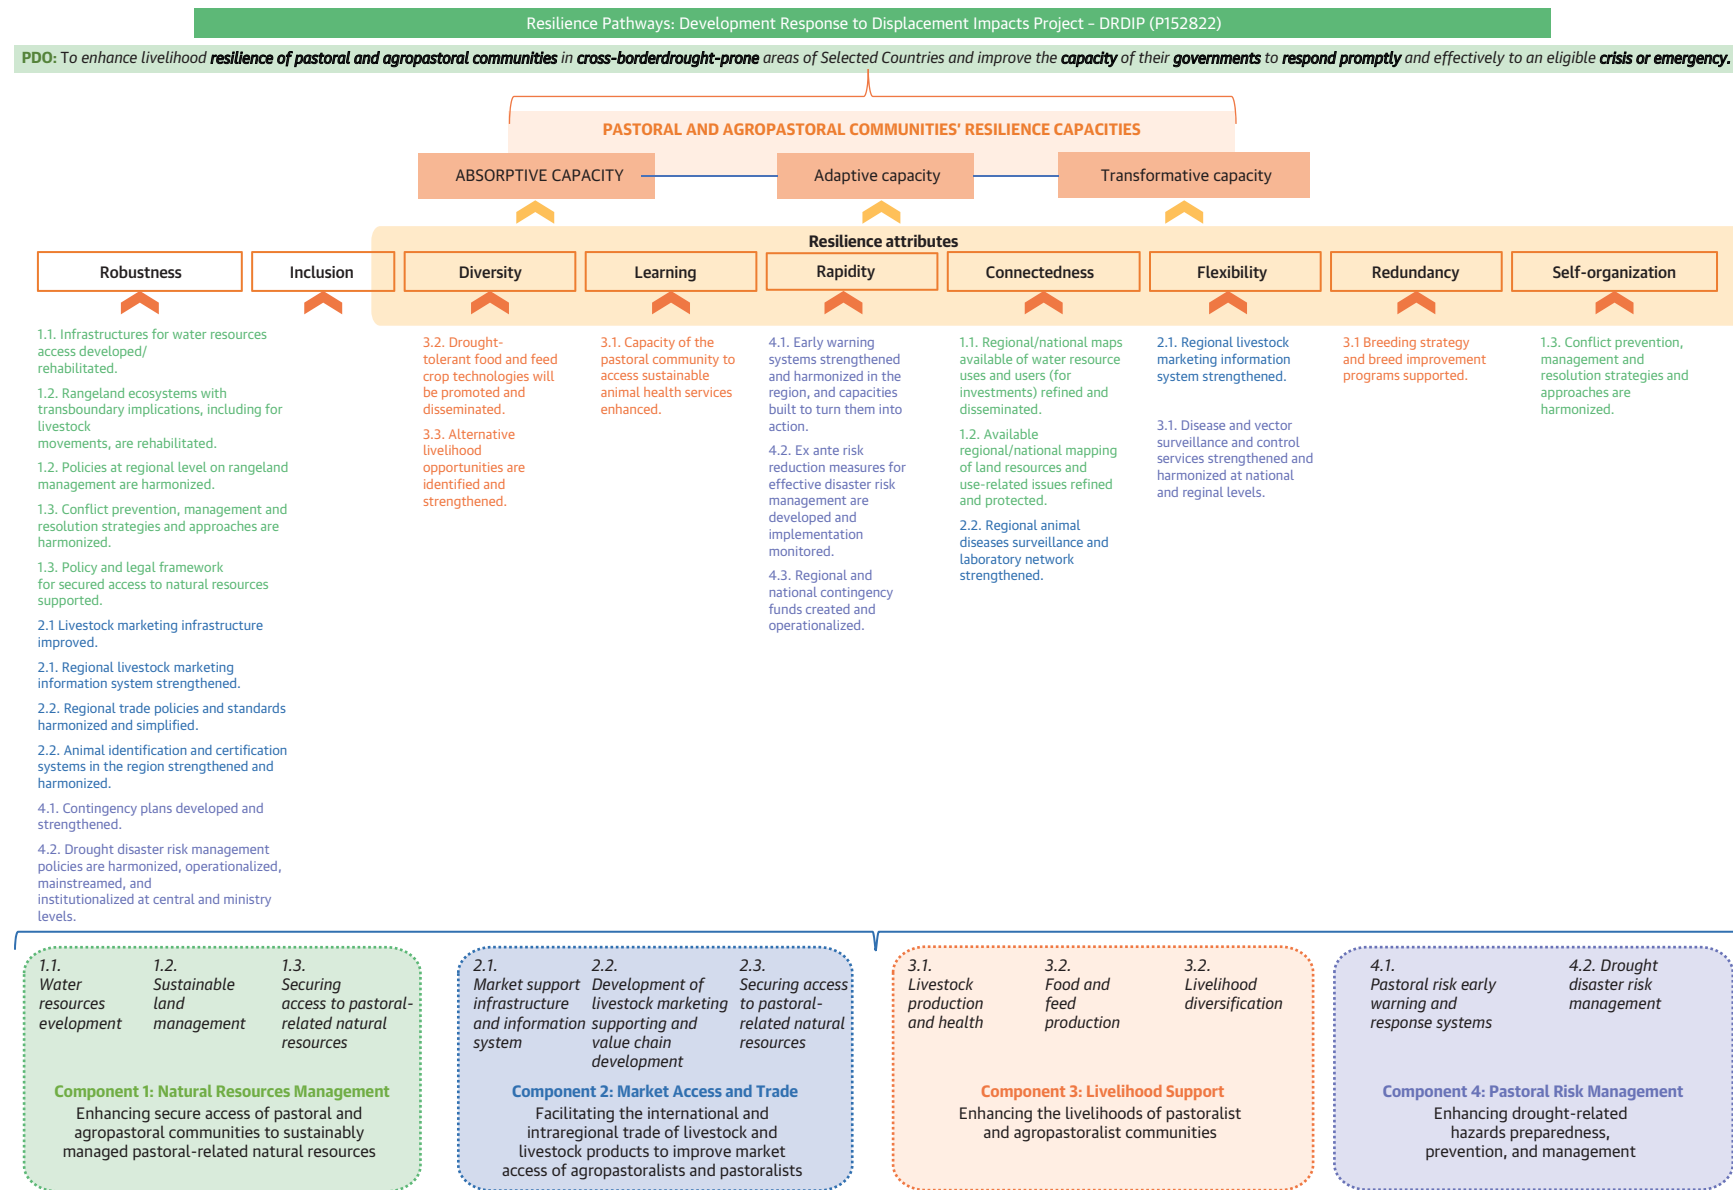 Resilience Pathways: Development Response to Displacement Impacts Project – DRDIP (P152822)
PDO: To enhance livelihood resilience of pastoral and agropastoral communities in cross-borderdrought-prone areas of Selected Countries and improve the capacity of their governments to respond promptly and effectively to an eligible crisis or emergency.
PASTORAL AND AGROPASTORAL COMMUNITIES' RESILIENCE CAPACITIES
ABSORPTIVE CAPACITY
Adaptive capacity
Transformative capacity
Resilience attributes
Robustness
Inclusion
Diversity
Learning
Rapidity
Connectedness
Flexibility
Redundancy
Self-organization
1.1. Infrastructures for water resources
access developed/
rehabilitated.
1.2. Rangeland ecosystems with
transboundary implications, including for
livestock
movements, are rehabilitated.
1.2. Policies at regional level on rangeland
management are harmonized.
1.3. Conflict prevention, management and
resolution strategies and approaches are
harmonized.
1.3. Policy and legal framework
for secured access to natural resources
supported.
2.1 Livestock marketing infrastructure
improved.
2.1. Regional livestock marketing
information system strengthened.
2.2. Regional trade policies and standards
harmonized and simplified.
2.2. Animal identification and certification
systems in the region strengthened and
harmonized.
4.1. Contingency plans developed and
strengthened.
4.2. Drought disaster risk management
policies are harmonized, operationalized,
mainstreamed, and
institutionalized at central and ministry
levels.
3.2. Drought-
tolerant food and feed
crop technologies will
be promoted and
disseminated.
3.3. Alternative
livelihood
opportunities are
identified and
strengthened.
3.1. Capacity of the
pastoral community to
access sustainable
animal health services
enhanced.
4.1. Early warning
systems strengthened
and harmonized in the
region, and capacities
built to turn them into
action.
4.2. Ex ante risk
reduction measures for
effective disaster risk
management are
developed and
implementation
monitored.
4.3. Regional and
national contingency
funds created and
operationalized.
1.1. Regional/national maps
available of water resource
uses and users (for
investments) refined and
disseminated.
1.2. Available
regional/national mapping
of land resources and
use-related issues refined
and protected.
2.2. Regional animal
diseases surveillance and
laboratory network
strengthened.
2.1. Regional livestock
marketing information
system strengthened.
3.1. Disease and vector
surveillance and control
services strengthened and
harmonized at national
and reginal levels.
3.1 Breeding strategy
and breed improvement
programs supported.
1.3. Conflict prevention,
management and
resolution strategies and
approaches are
harmonized.
1.1.
Water
resources
evelopment
1.2.
Sustainable
land
management
1.3.
Securing
access to pastoral-
related natural
resources
Component 1: Natural Resources Management
Enhancing secure access of pastoral and
agropastoral communities to sustainably
managed pastoral-related natural resources
2.1.
Market support
infrastructure
and information
system
2.2.
Development of
livestock marketing
supporting and
value chain
development
2.3.
Securing access
to pastoral-
related natural
resources
Component 2: Market Access and Trade
Facilitating the international and
intraregional trade of livestock and
livestock products to improve market
access of agropastoralists and pastoralists
3.1.
Livestock
production
and health
3.2.
Food and
feed
production
3.2.
Livelihood
diversification
Component 3: Livelihood Support
Enhancing the livelihoods of pastoralist
and agropastoralist communities
4.1.
Pastoral risk early
warning and
response systems
4.2. Drought
disaster risk
management
Component 4: Pastoral Risk Management
Enhancing drought-related
hazards preparedness,
prevention, and management